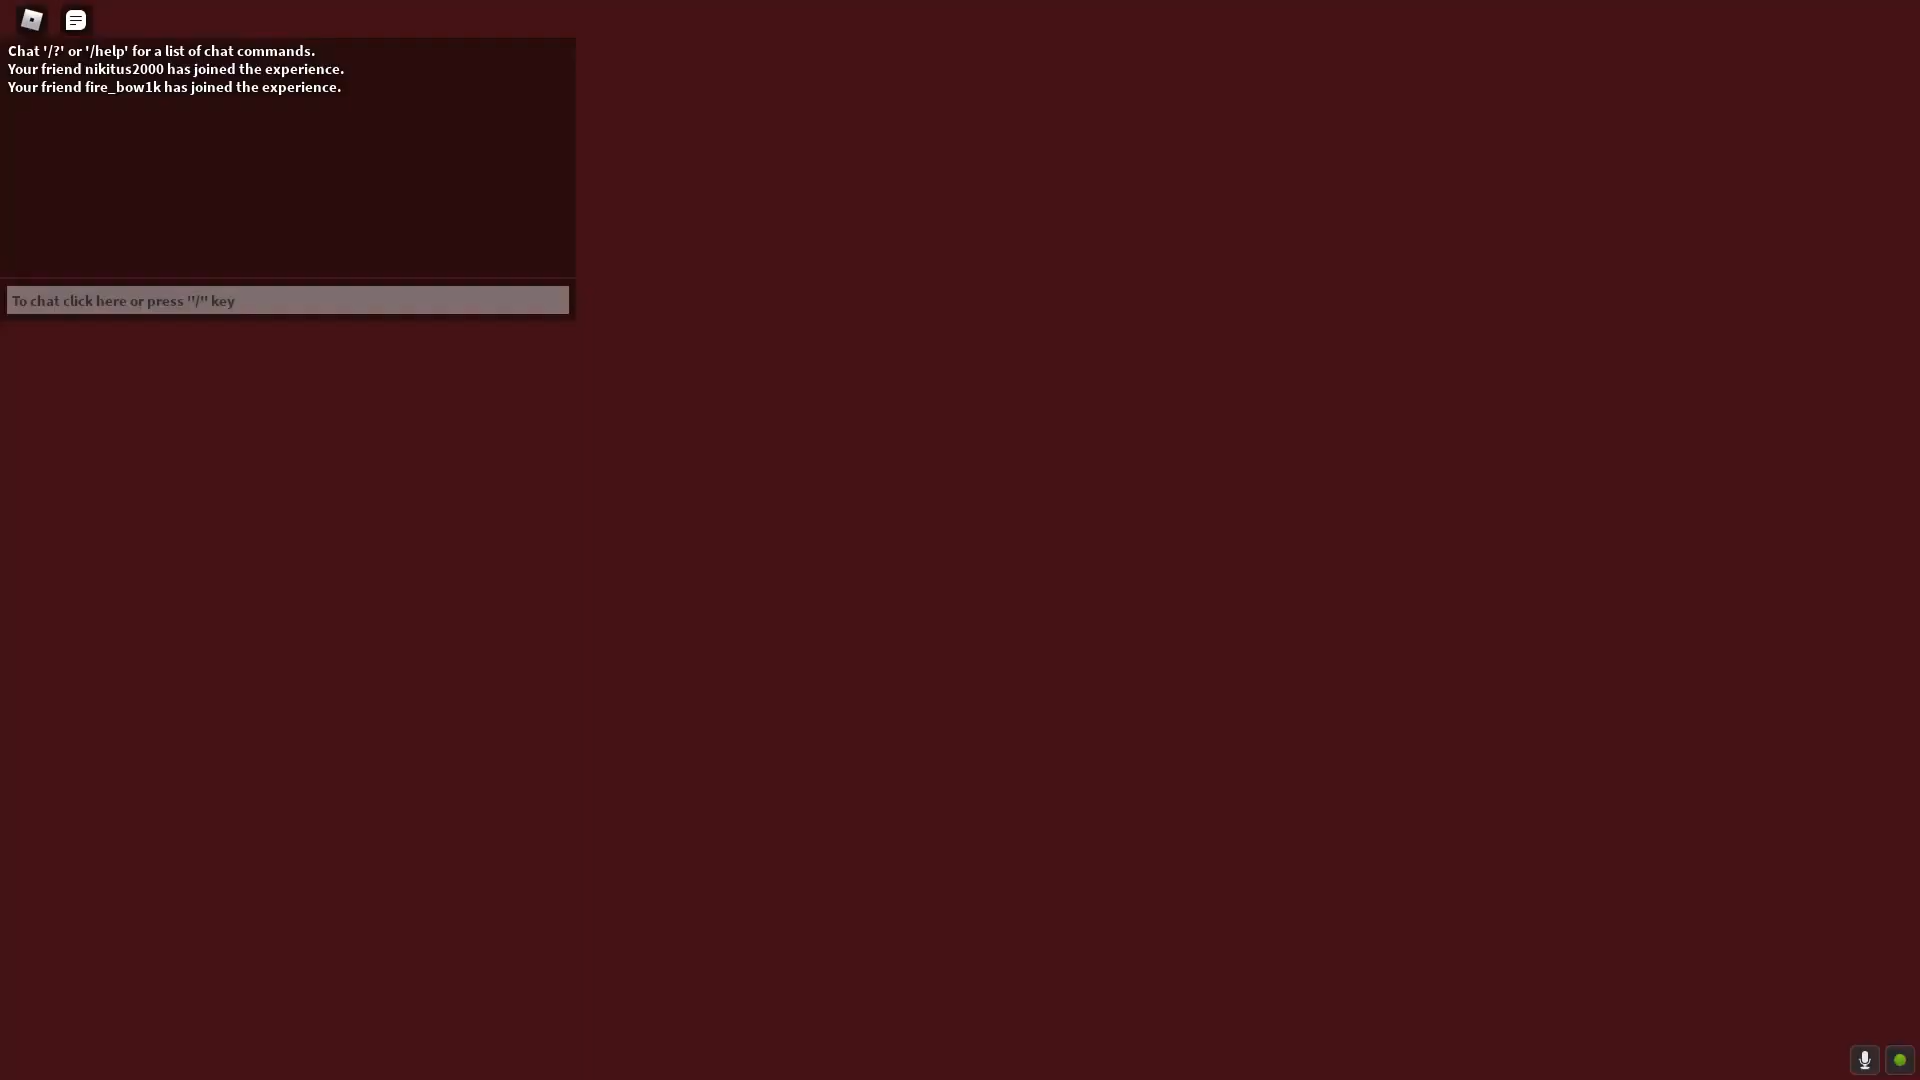 Chat '/?' or '/help' for a list of chat commands.
Your friend nikitus2000 has joined the experience.
Your friend fire_bow1k has joined the experience.
To chat click here or press "/" key